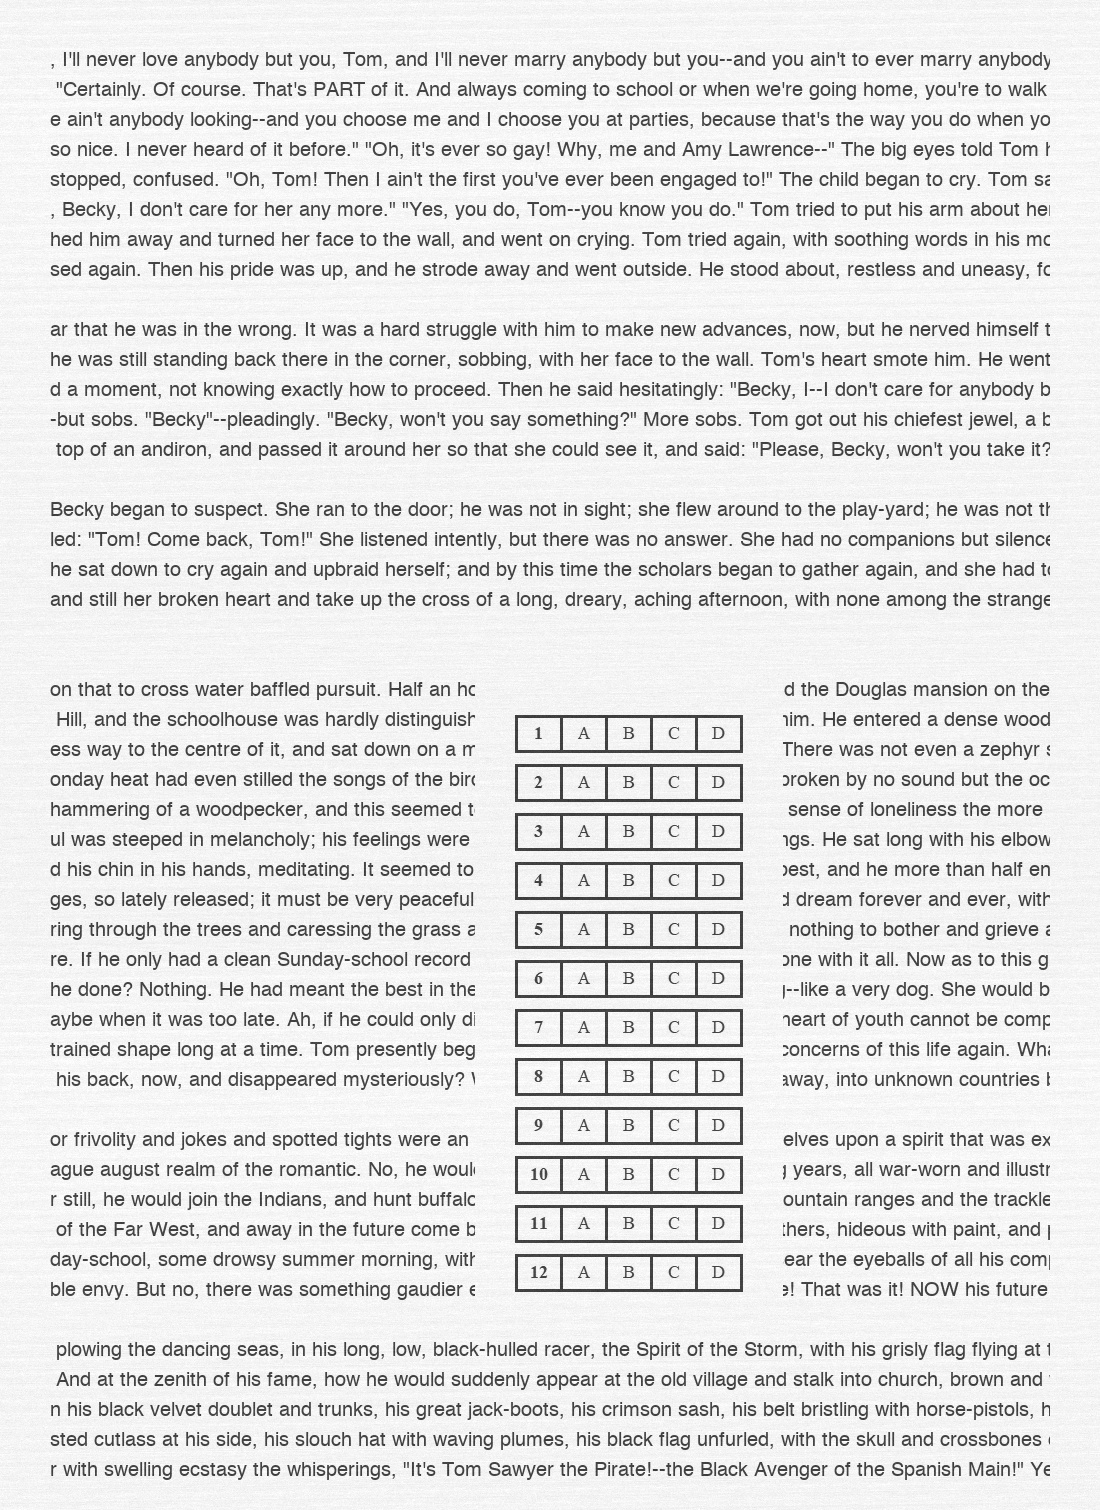 , I'll never love anybody but you, Tom, and I'll never marry anybody but you--and you ain't to ever marry anybody
"Certainly. Of course. That's PART of it. And always coming to school or when we're going home, you're to walk
e ain't anybody looking--and you choose me and I choose you at parties, because that's the way you do when yo
so nice. I never heard of it before." "Oh, it's ever so gay! Why, me and Amy Lawrence--" The big eyes told Tom
stopped, confused. "Oh, Tom! Then I ain't the first you've ever been engaged to!" The child began to cry. Tom sa
, Becky, I don't care for her any more." "Yes, you do, Tom--you know you do." Tom tried to put his arm about her
hed him away and turned her face to the wall, and went on crying. Tom tried again, with soothing words in his mo
sed again. Then his pride was up, and he strode away and went outside. He stood about, restless and uneasy, fo
ar that he was in the wrong. It was a hard struggle with him to make new advances, now, but he nerved himself t
he was still standing back there in the corner, sobbing, with her face to the wall. Tom's heart smote him. He went
d a moment, not knowing exactly how to proceed. Then he said hesitatingly: "Becky, I--I don't care for anybody b
-but sobs. "Becky"--pleadingly. "Becky, won't you say something?" More sobs. Tom got out his chiefest jewel, a b
top of an andiron, and passed it around her so that she could see it, and said: "Please, Becky, won't you take it?
Becky began to suspect. She ran to the door; he was not in sight; she flew around to the play-yard; he was not th
led: "Tom! Come back, Tom!" She listened intently, but there was no answer. She had no companions but silence
he sat down to cry again and upbraid herself; and by this time the scholars began to gather again, and she had to
and still her broken heart and take up the cross of a long, dreary, aching afternoon, with none among the strange
on that to cross water baffled pursuit. Half an ho
Hill, and the schoolhouse was hardly distinguish
ess way to the centre of it, and sat down on a m
onday heat had even stilled the songs of the bird
hammering of a woodpecker, and this seemed t
ul was steeped in melancholy; his feelings were
d his chin in his hands, meditating. It seemed to
ges, so lately released; it must be very peaceful
ring through the trees and caressing the grass a
re. If he only had a clean Sunday-school record
he done? Nothing. He had meant the best in the
aybe when it was too late. Ah, if he could only di
trained shape long at a time. Tom presently beg
his back, now, and disappeared mysteriously?
or frivolity and jokes and spotted tights were an
ague august realm of the romantic. No, he would
r still, he would join the Indians, and hunt buffalo
of the Far West, and away in the future come b
day-school, some drowsy summer morning, with
ble envy. But no, there was something gaudier e
1 A B C D
2 A B C D
3 A B C D
4 A B C D
5 A B C D
6 A B C D
7 A B C D
8 A B C D
9 A B C D
10 A B C D
11 A B C D
12 A B C D
d the Douglas mansion on the
him. He entered a dense wood
There was not even a zephyr s
broken by no sound but the oc
sense of loneliness the more
ngs. He sat long with his elbow
best, and he more than half en
d dream forever and ever, with
nothing to bother and grieve a
one with it all. Now as to this g
--like a very dog. She would b
heart of youth cannot be comp
concerns of this life again. Wha
away, into unknown countries b
elves upon a spirit that was ex
g years, all war-worn and illustr
ountain ranges and the trackle
thers, hideous with paint, and p
ear the eyeballs of all his comp
e! That was it! NOW his future
plowing the dancing seas, in his long, low, black-hulled racer, the Spirit of the Storm, with his grisly flag flying at t
And at the zenith of his fame, how he would suddenly appear at the old village and stalk into church, brown and
n his black velvet doublet and trunks, his great jack-boots, his crimson sash, his belt bristling with horse-pistols, h
sted cutlass at his side, his slouch hat with waving plumes, his black flag unfurled, with the skull and crossbones
r with swelling ecstasy the whisperings, "It's Tom Sawyer the Pirate!--the Black Avenger of the Spanish Main!" Ye